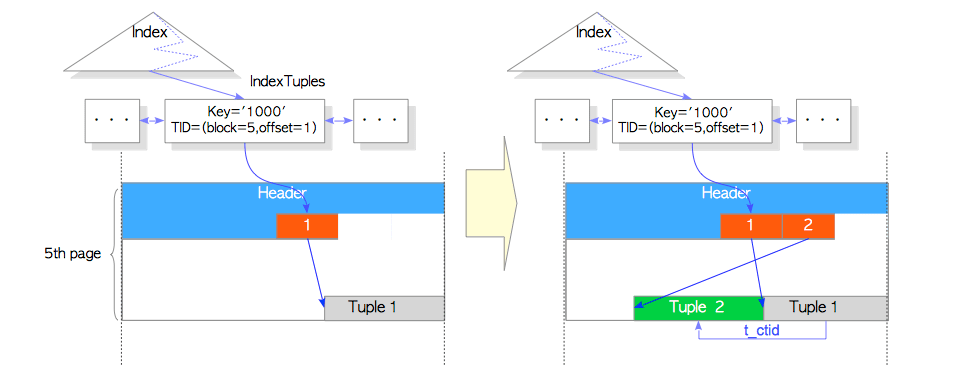 Index
IndexTuples
. . .
Key='1000'
TID=(block=5,offset=1)
. . .
Header
1
5th page
Tuple 1
Index
. . .
Key='1000'
TID=(block=5,offset=1)
. . .
Header
1 2
Tuple 2 Tuple 1
t_ctid